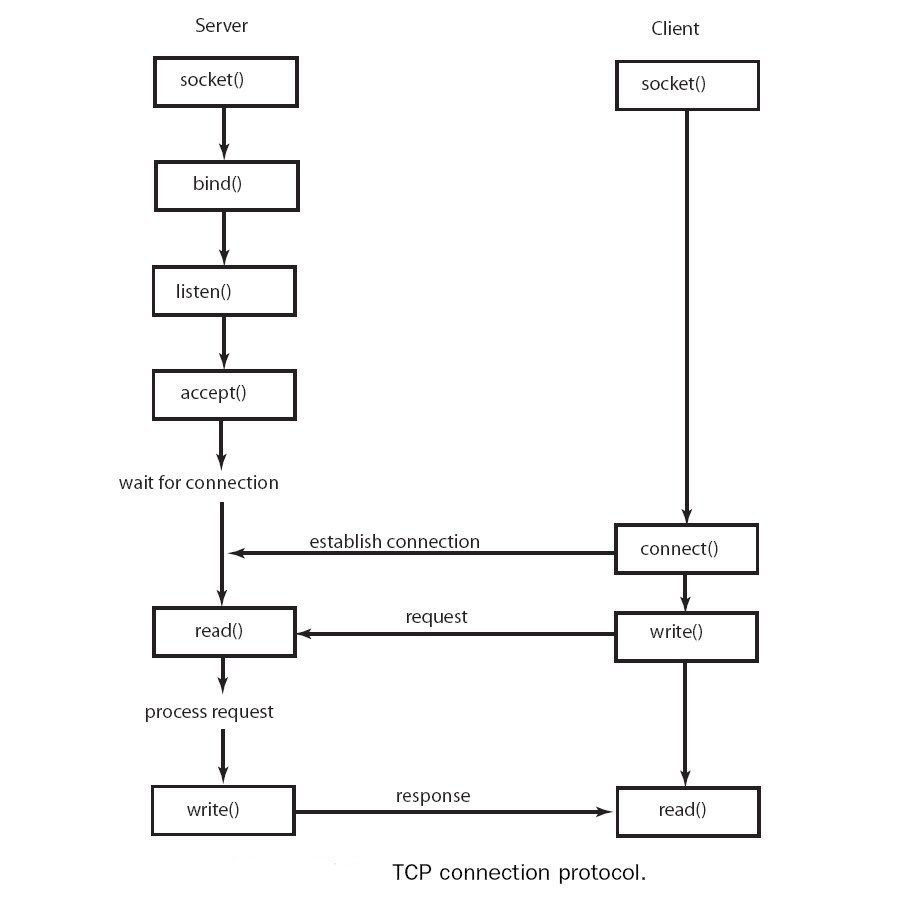 Server
Client
socket()
socket()
bind()
listen()
accept()
wait for connection
establish connection
connect()
request
read()
write()
process request
response
write()
read()
TCP connection protocol.